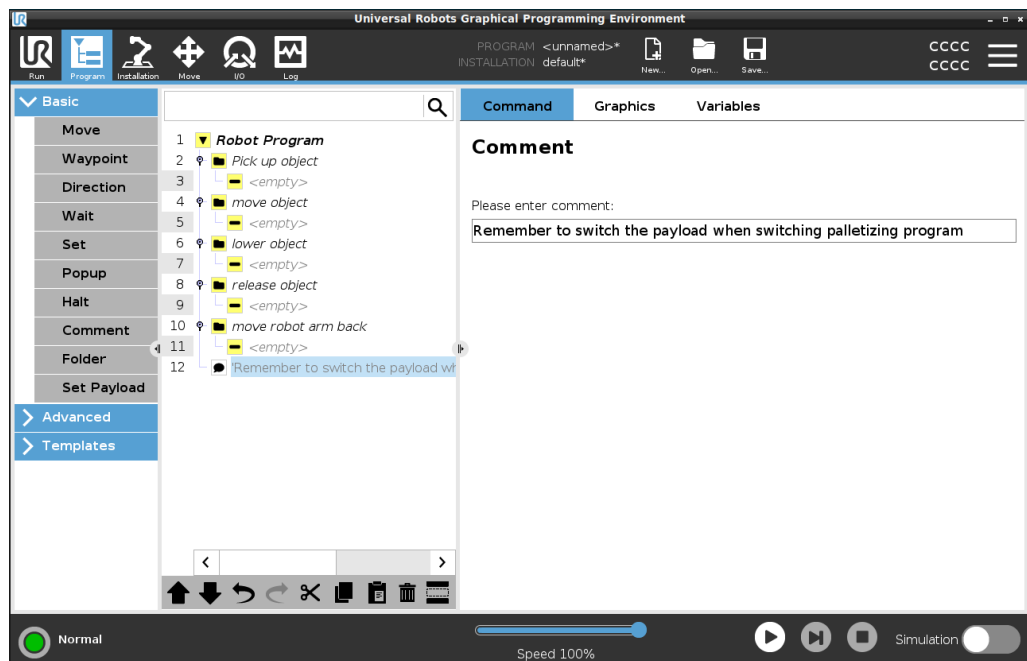 Universal Robots Graphical Programming Environment
UR
Run
Program
Installation
Move
I/O
Log
PROGRAM <unnamed>*
INSTALLATION default*
New...
Open...
Save...
CCCC
CCCC
Basic
Move
Waypoint
Direction
Wait
Set
Popup
Halt
Comment
Folder
Set Payload
Advanced
Templates
1 Robot Program
2 Pick up object
3 <empty>
4 move object
5 <empty>
6 lower object
7 <empty>
8 release object
9 <empty>
10 move robot arm back
11 <empty>
12 'Remember to switch the payload wh
Command Graphics Variables
Comment
Please enter comment:
Remember to switch the payload when switching palletizing program
Normal
Speed 100%
Simulation